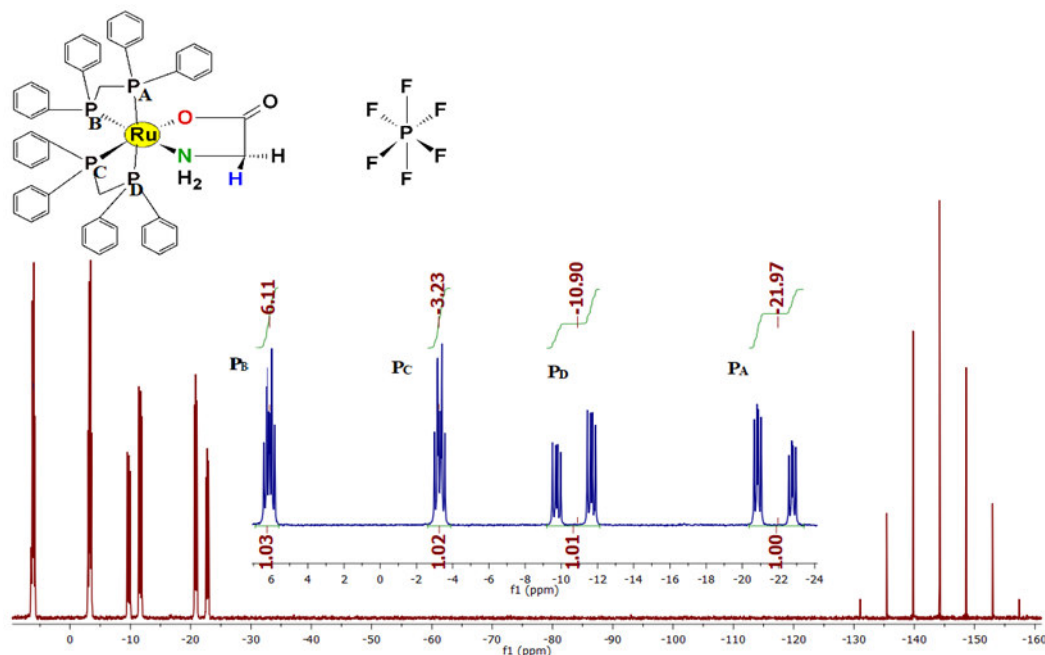 P A
P B
P C
P D
Ru
O
O
N
H2
H
H
F
F
F
P
F
F
F
6.11
-3.23
-10.90
-21.97
PB
PC
PD
PA
1.03
1.02
1.01
1.00
6 4 2 0 -2 -4 -6 -8 -10 -12 -14 -16 -18 -20 -22 -24
f1 (ppm)
0 -10 -20 -30 -40 -50 -60 -70 -80 -90 -100 -110 -120 -130 -140 -150 -160
f1 (ppm)